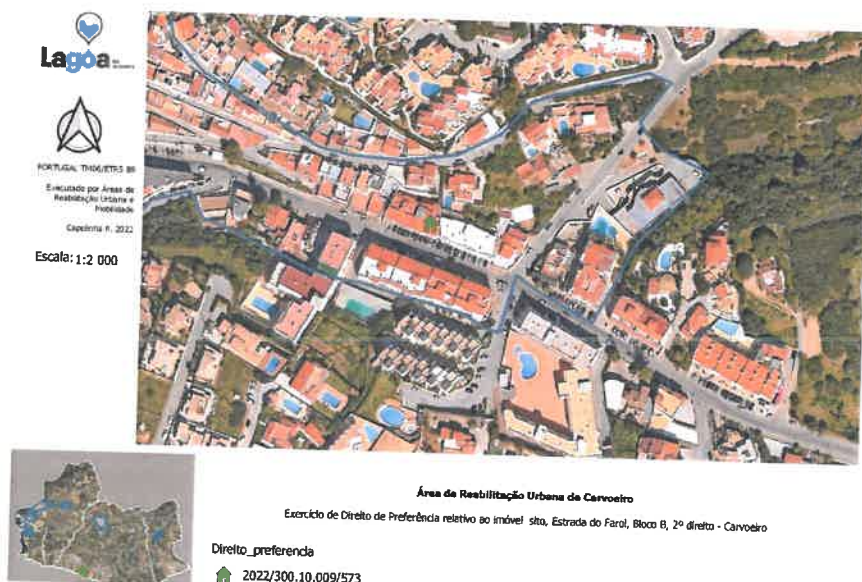 Lagoa
PORTUGAL TM06/ETRS 89
Executado por Áreas de
Reabilitação Urbana e
Mobilidade
Capelinha P. 2022
Escala: 1:2 000
Área de Reabilitação Urbana de Carvoeiro
Exercício de Direito de Preferência relativo ao imóvel sito, Estrada do Farol, Bloco B, 2º direito - Carvoeiro
Direito_preferencia
2022/300.10.009/573